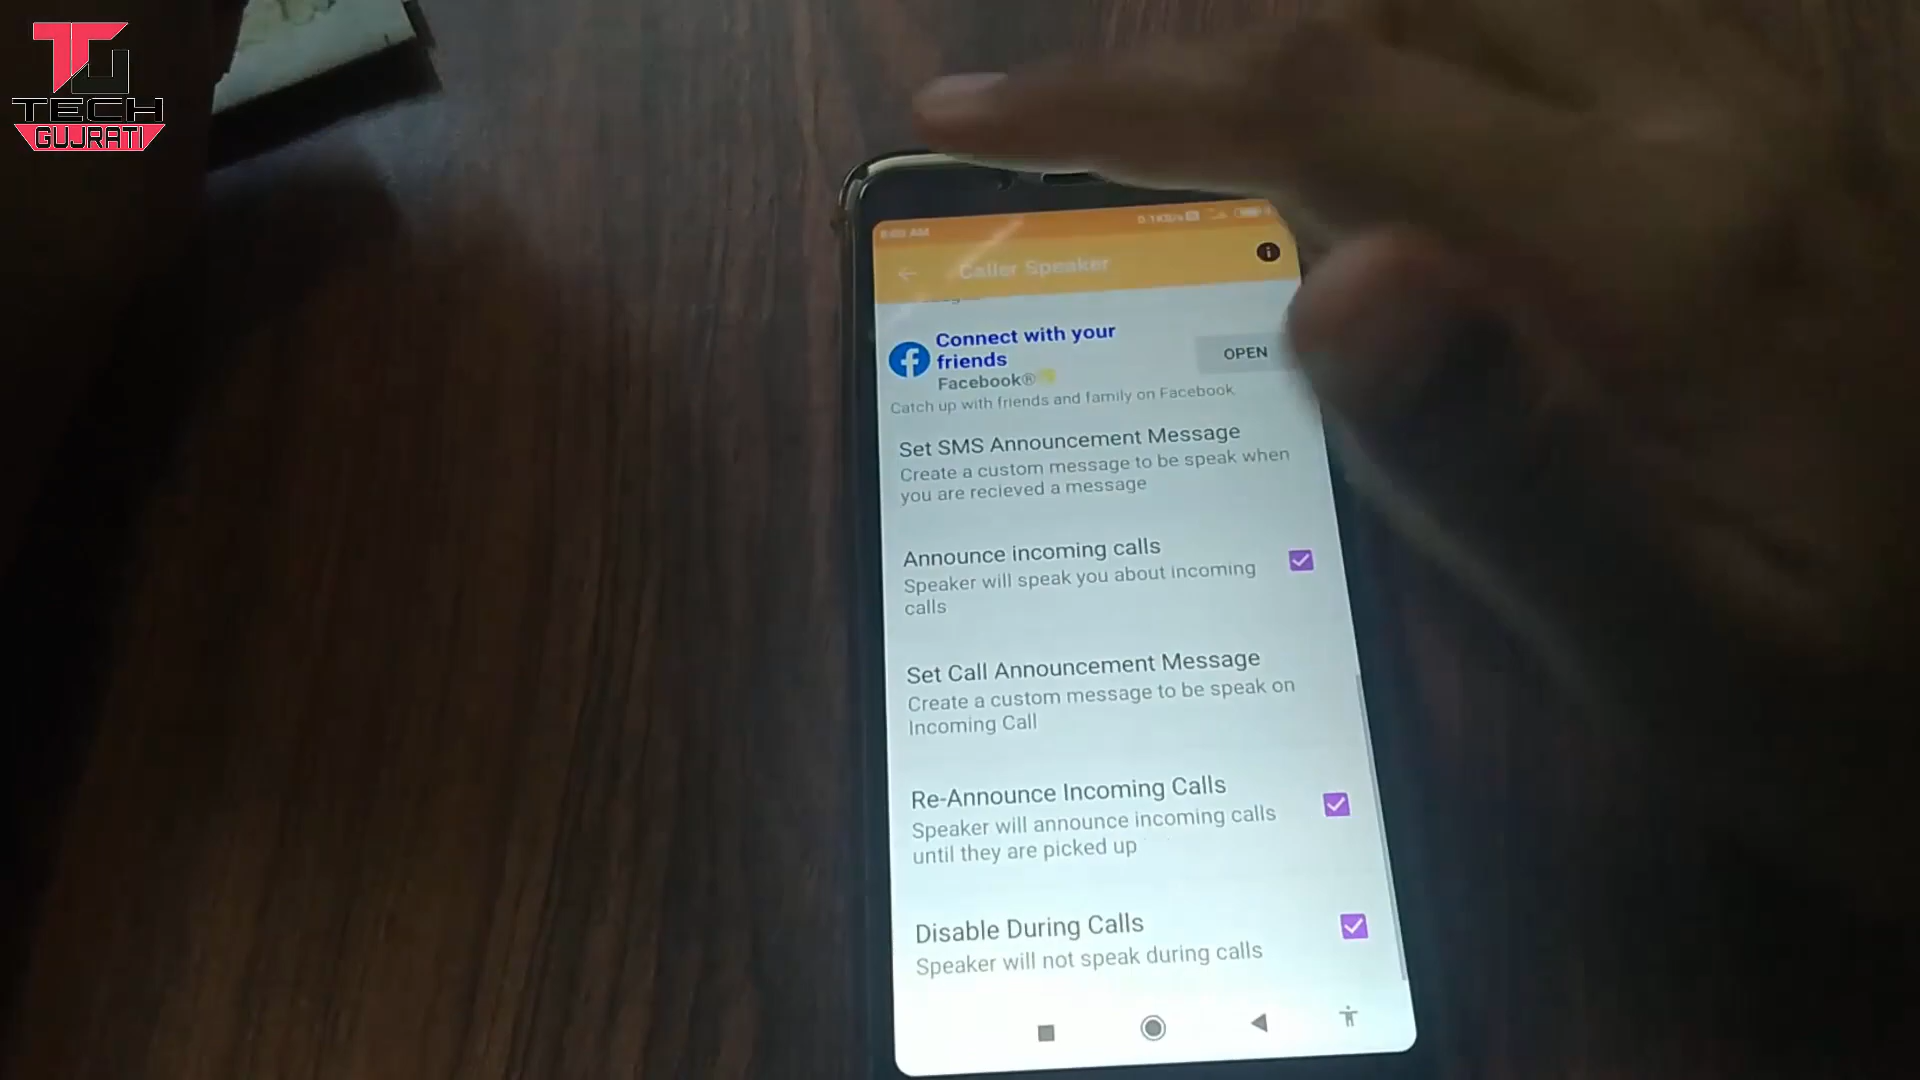 TECH
GUJRATI
Caller Speaker
Connect with your
friends
OPEN
Facebook®
Catch up with friends and family on Facebook
Set SMS Announcement Message
Create a custom message to be speak when
you are recieved a message
Announce incoming calls
Speaker will speak you about incoming
calls
Set Call Announcement Message
Create a custom message to be speak on
Incoming Call
Re-Announce Incoming Calls
Speaker will announce incoming calls
until they are picked up
Disable During Calls
Speaker will not speak during calls